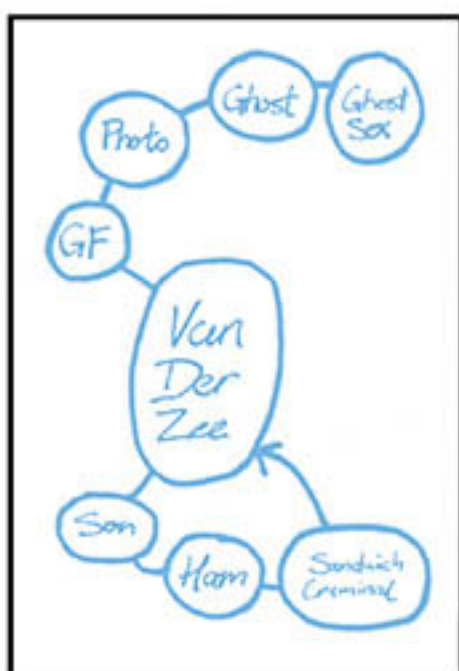 Ghost
Ghost
Sex
Photo
GF
Van
Der
Zee
Son
Ham
Sandwich
Criminal